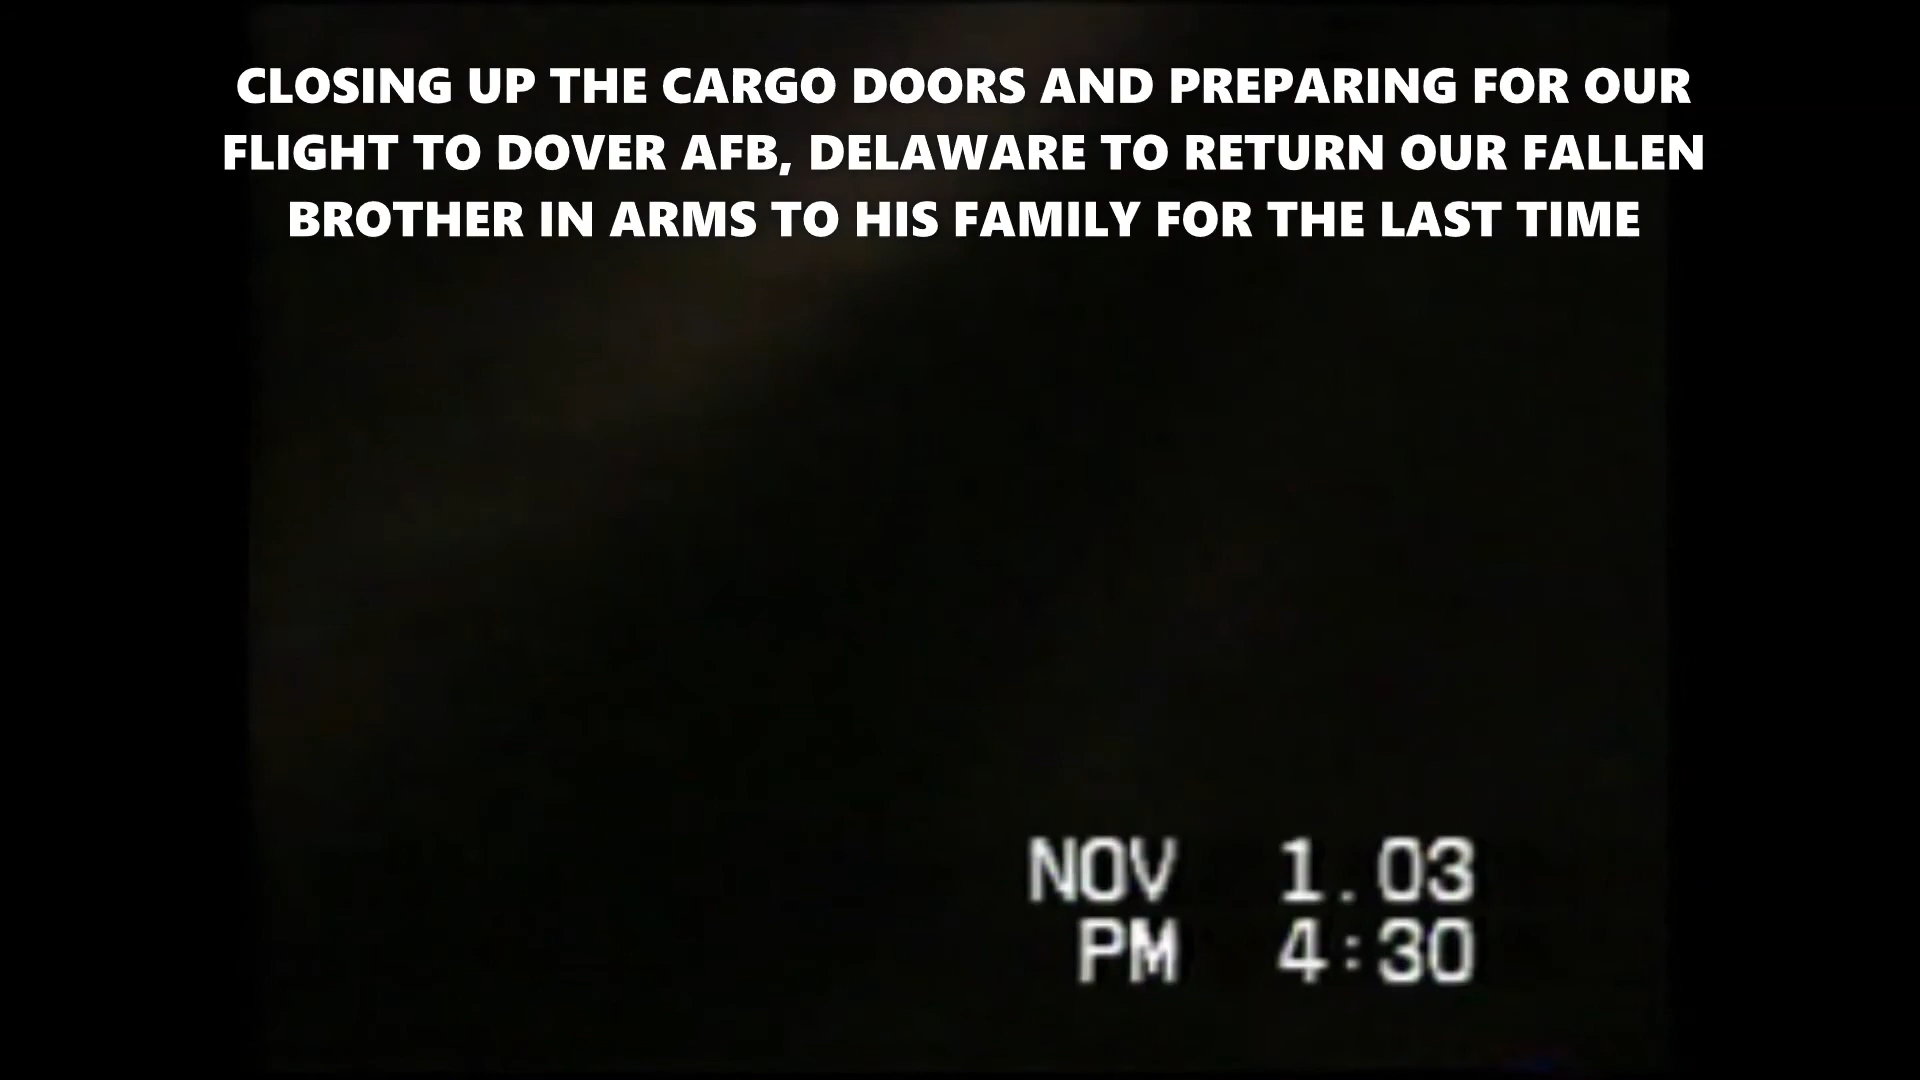 CLOSING UP THE CARGO DOORS AND PREPARING FOR OUR
FLIGHT TO DOVER AFB, DELAWARE TO RETURN OUR FALLEN
BROTHER IN ARMS TO HIS FAMILY FOR THE LAST TIME
NOV 1.03
PM 4:30